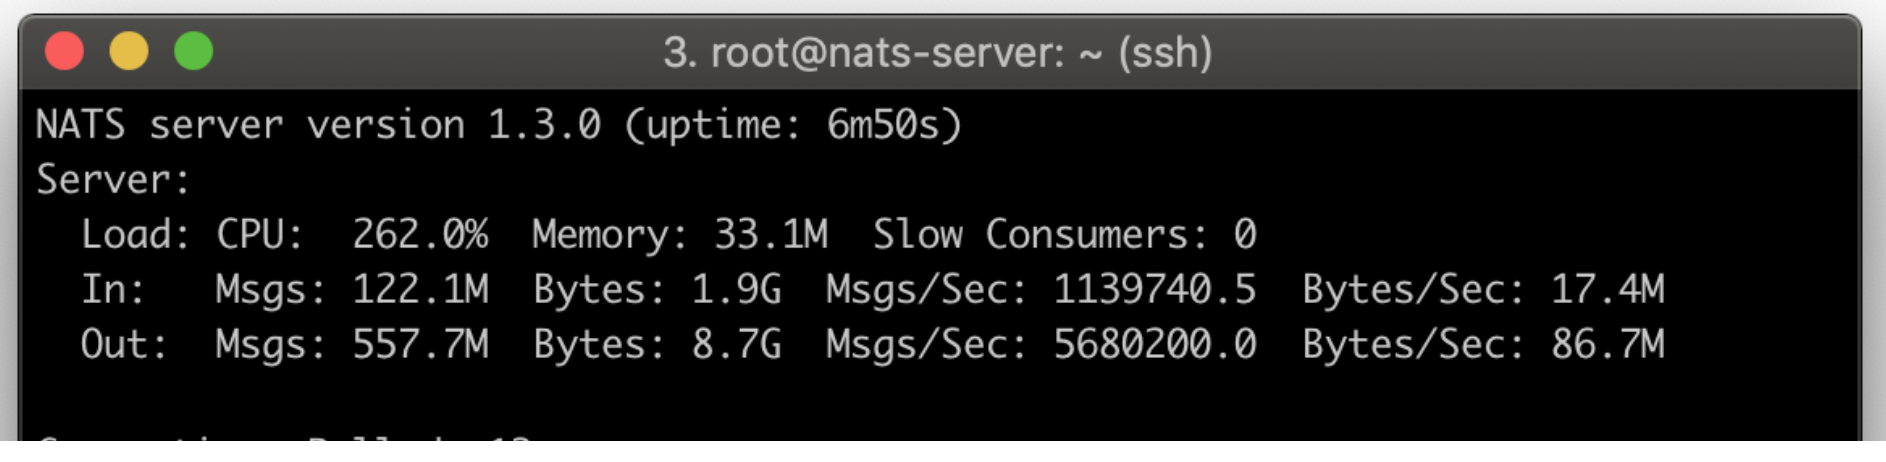 3. root@nats-server: ~ (ssh)
NATS server version 1.3.0 (uptime: 6m50s)
Server:
  Load: CPU:  262.0%  Memory: 33.1M  Slow Consumers: 0
  In:   Msgs: 122.1M  Bytes: 1.9G  Msgs/Sec: 1139740.5  Bytes/Sec: 17.4M
  Out:  Msgs: 557.7M  Bytes: 8.7G  Msgs/Sec: 5680200.0  Bytes/Sec: 86.7M